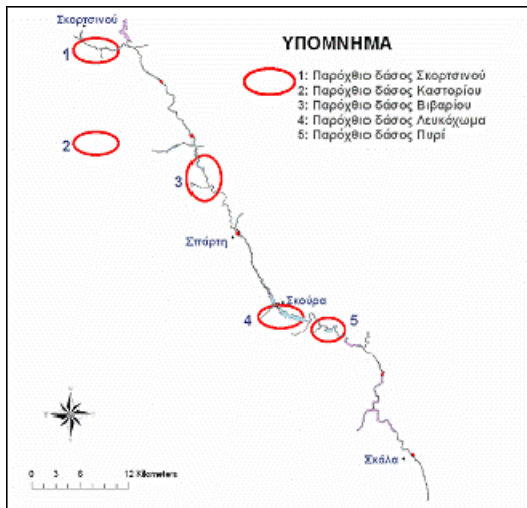 Σκορτσινού
ΥΠΟΜΝΗΜΑ
1
1: Παρόχθιο δάσος Σκορτσινού
2: Παρόχθιο δάσος Καστορίου
3: Παρόχθιο δάσος Βιβαρίου
4: Παρόχθιο δάσος Λευκόχωμα
5: Παρόχθιο δάσος Πυρί
2
3
Σπάρτη
Σκούρα
4
5
Σκάλα
0 3 6 12 Kilometers